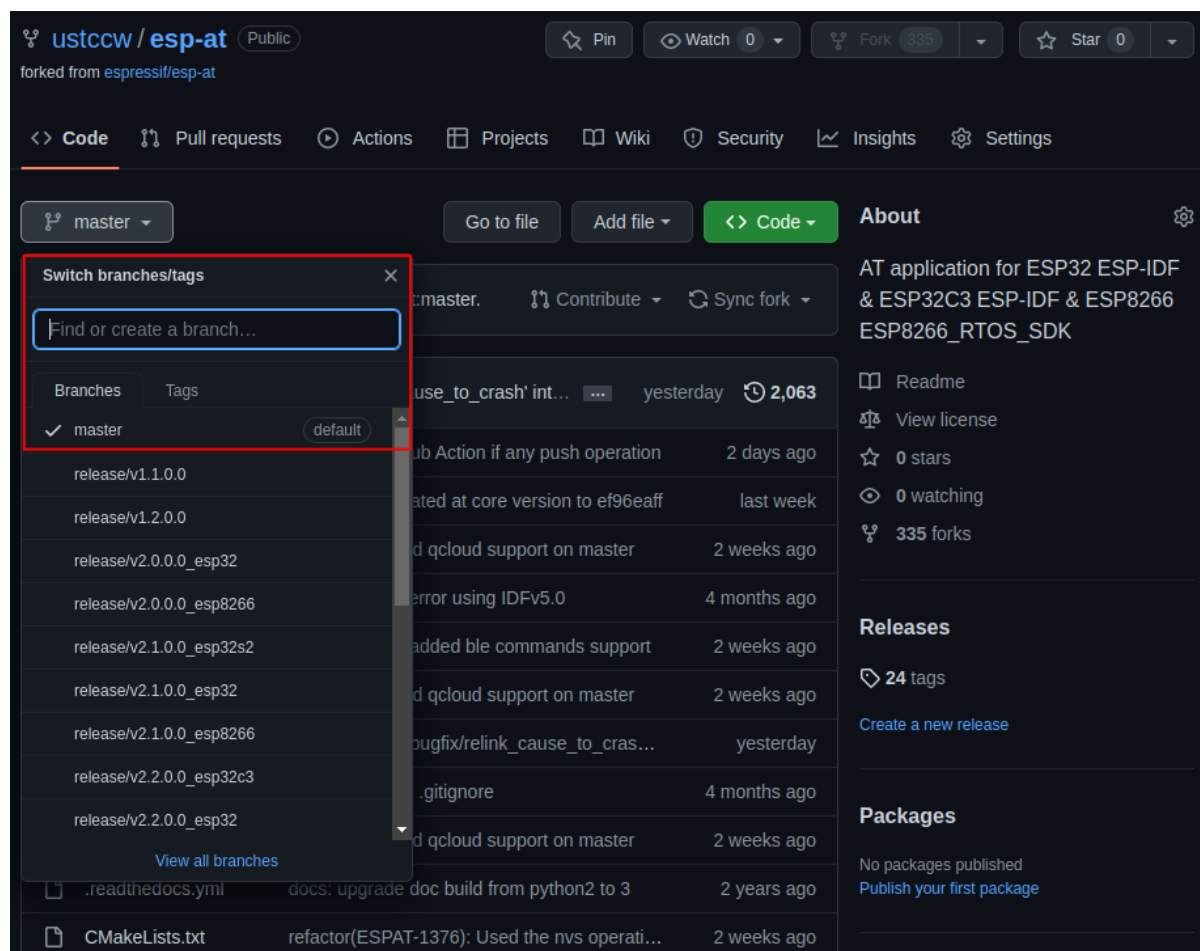 ustccw / esp-at Public
Pin
Watch 0
Fork 335
Star 0
forked from espressif/esp-at
Code
Pull requests
Actions
Projects
Wiki
Security
Insights
Settings
master
Go to file
Add file
Code
Switch branches/tags
Find or create a branch…
Branches
Tags
master default
release/v1.1.0.0
release/v1.2.0.0
release/v2.0.0.0_esp32
release/v2.0.0.0_esp8266
release/v2.1.0.0_esp32s2
release/v2.1.0.0_esp32
release/v2.1.0.0_esp8266
release/v2.2.0.0_esp32c3
release/v2.2.0.0_esp32
View all branches
:master.
Contribute
Sync fork
use_to_crash' int… ... yesterday 2,063
ub Action if any push operation 2 days ago
ated at core version to ef96eaff last week
d qcloud support on master 2 weeks ago
error using IDFv5.0 4 months ago
added ble commands support 2 weeks ago
d qcloud support on master 2 weeks ago
bugfix/relink_cause_to_cras… yesterday
.gitignore 4 months ago
d qcloud support on master 2 weeks ago
.readthedocs.yml docs: upgrade doc build from python2 to 3 2 years ago
CMakeLists.txt refactor(ESPAT-1376): Used the nvs operati… 2 weeks ago
About
AT application for ESP32 ESP-IDF
& ESP32C3 ESP-IDF & ESP8266
ESP8266_RTOS_SDK
Readme
View license
0 stars
0 watching
335 forks
Releases
24 tags
Create a new release
Packages
No packages published
Publish your first package